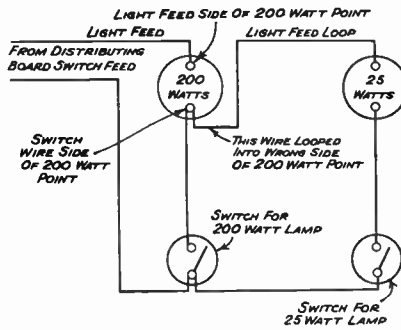 LIGHT FEED SIDE OF 200 WATT POINT
LIGHT FEED
LIGHT FEED LOOP
FROM DISTRIBUTING
BOARD SWITCH FEED
200
WATTS
25
WATTS
SWITCH
WIRE SIDE
OF 200 WATT
POINT
THIS WIRE LOOPED
INTO WRONG SIDE
OF 200 WATT POINT
SWITCH FOR
200 WATT LAMP
SWITCH FOR
25 WATT LAMP